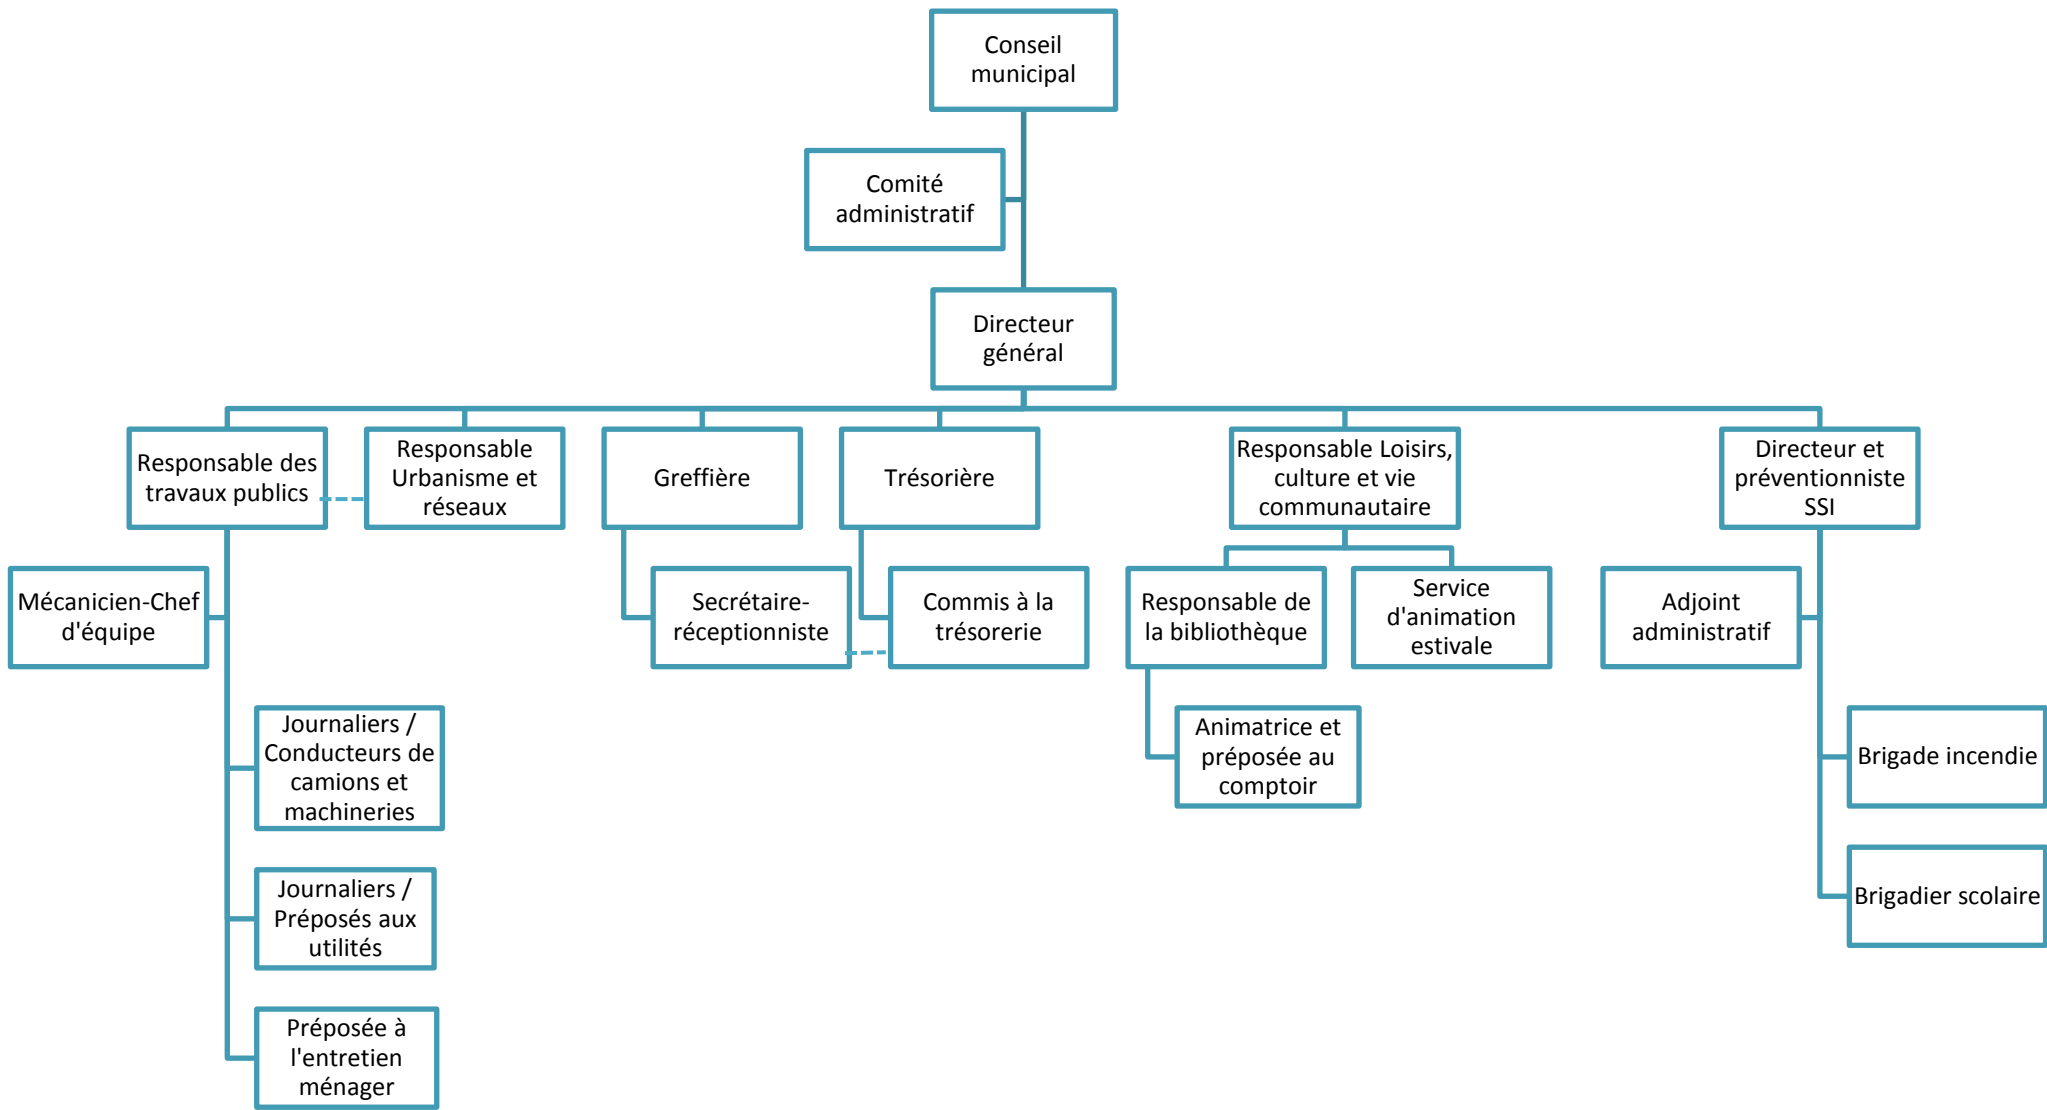 Conseil
municipal
Comité
administratif
Directeur
général
Responsable des
travaux publics
Responsable
Urbanisme et
réseaux
Greffière
Trésorière
Responsable Loisirs,
culture et vie
communautaire
Directeur et
préventionniste
SSI
Mécanicien-Chef
d'équipe
Secrétaire-
réceptionniste
Commis à la
trésorerie
Responsable de
la bibliothèque
Service
d'animation
estivale
Adjoint
administratif
Journaliers /
Conducteurs de
camions et
machineries
Animatrice et
préposée au
comptoir
Brigade incendie
Journaliers /
Préposés aux
utilités
Brigadier scolaire
Préposée à
l'entretien
ménager